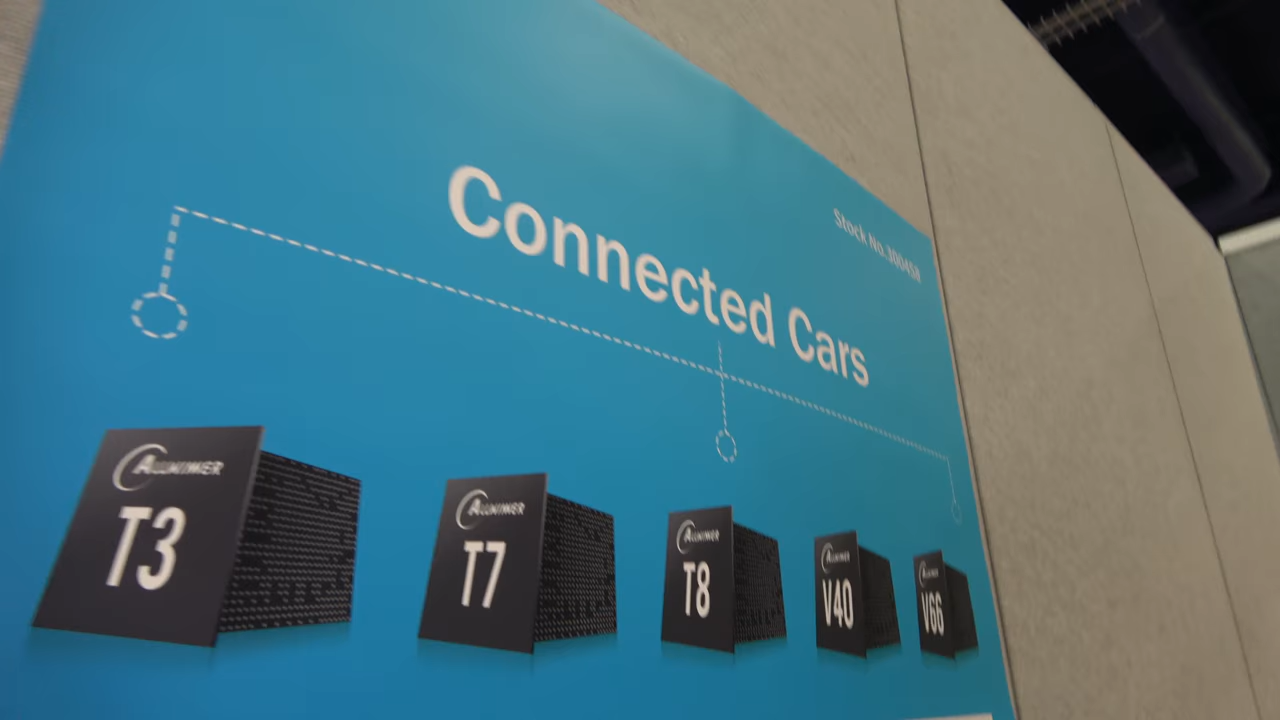 Stock No.300458
Connected Cars
ALLWINNER
T3
ALLWINNER
T7
ALLWINNER
T8
ALLWINNER
V40
ALLWINNER
V66